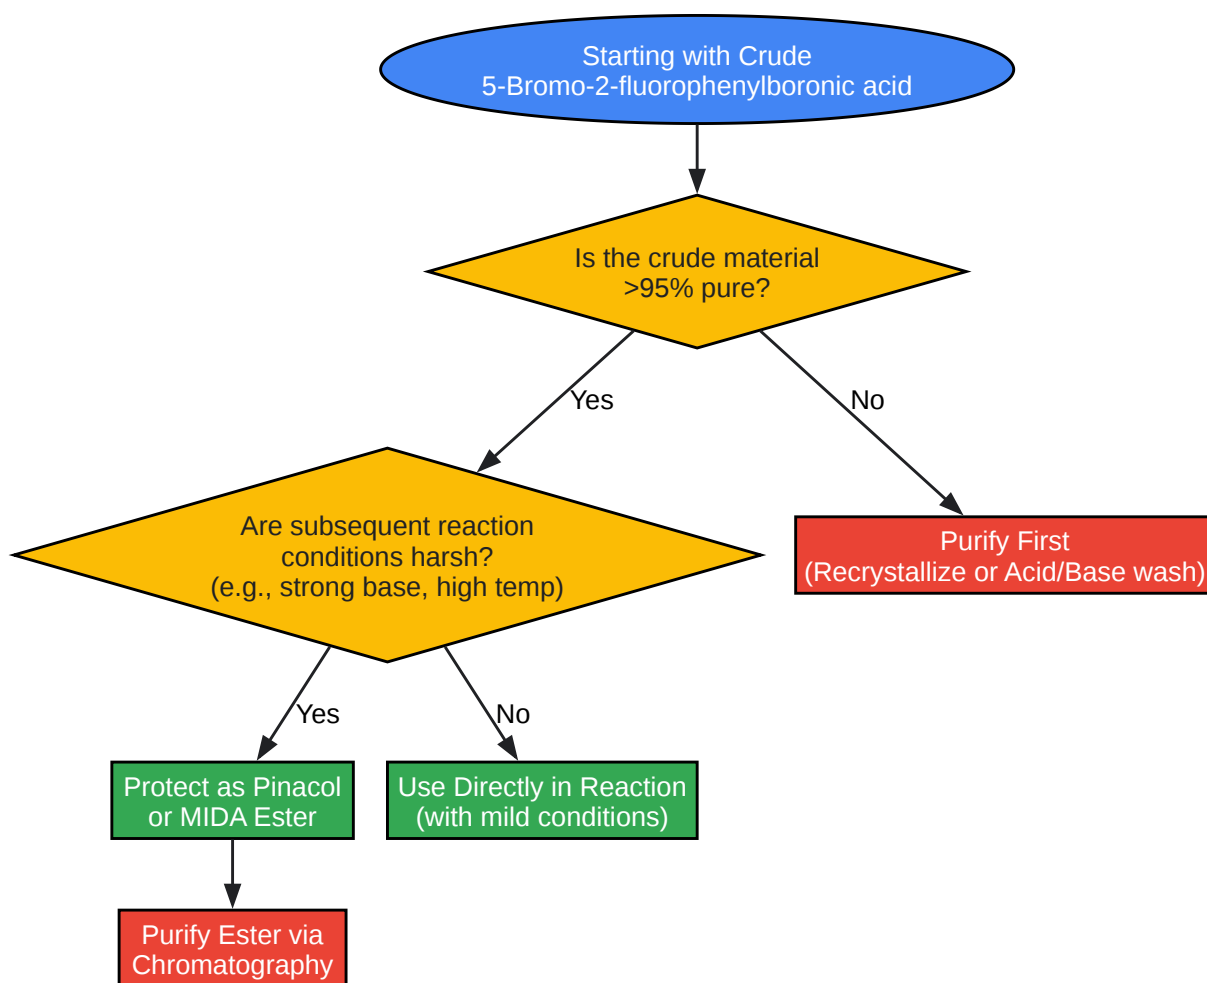 Starting with Crude
5-Bromo-2-fluorophenylboronic acid
Is the crude material
>95% pure?
Yes
No
Are subsequent reaction
conditions harsh?
(e.g., strong base, high temp)
Purify First
(Recrystallize or Acid/Base wash)
Yes
No
Protect as Pinacol
or MIDA Ester
Use Directly in Reaction
(with mild conditions)
Purify Ester via
Chromatography